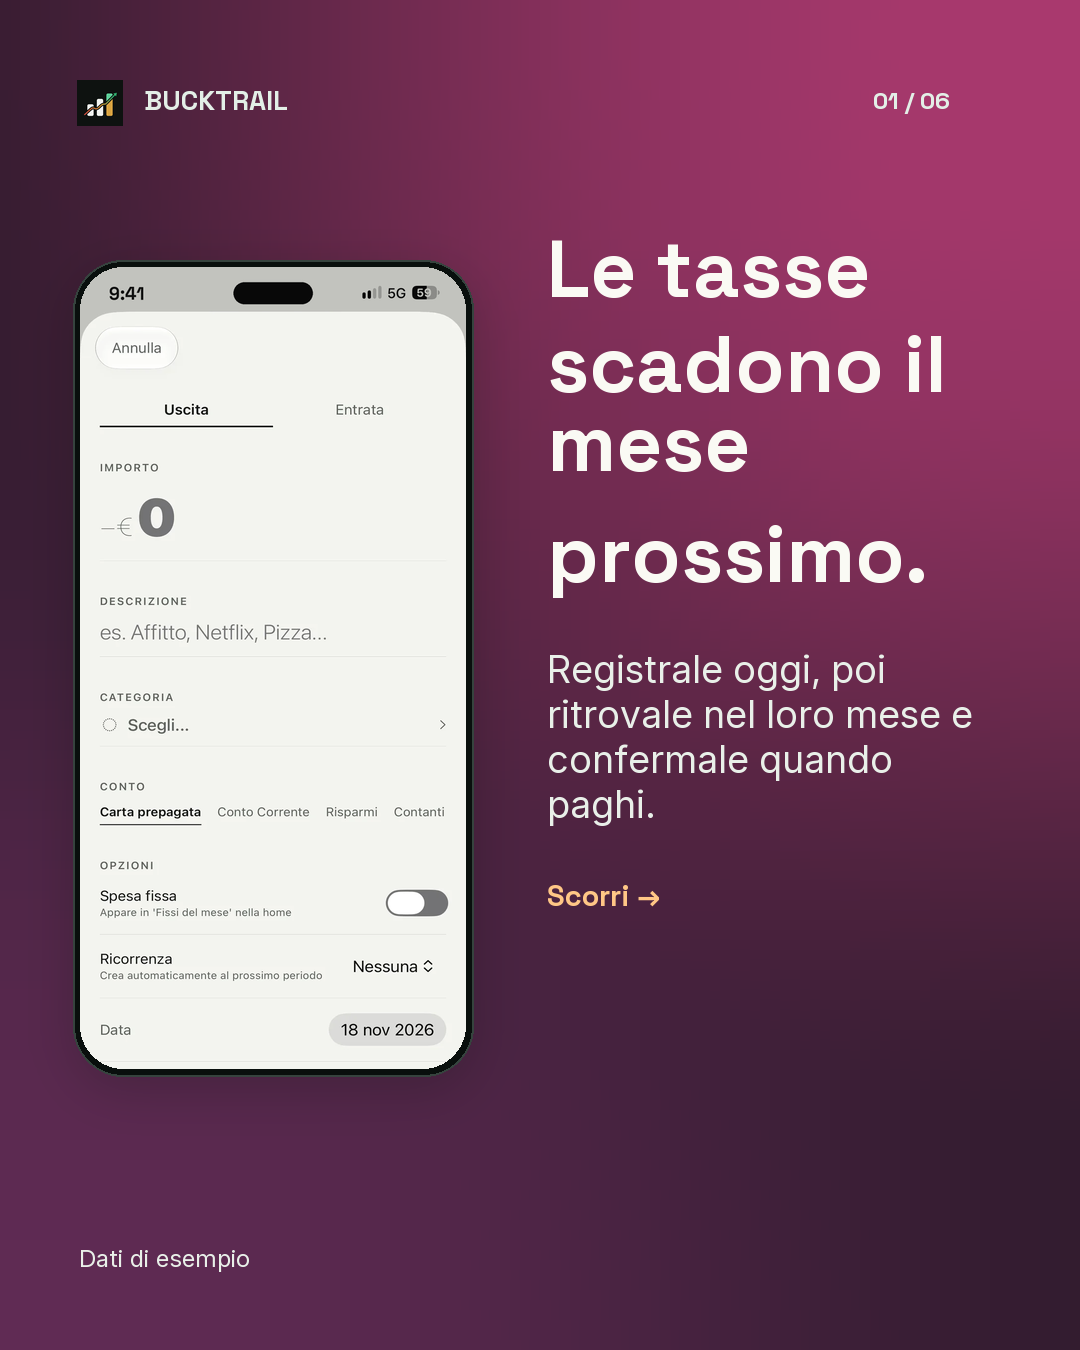 BUCKTRAIL
01 / 06
9:41
5G
59
Annulla
Uscita
Entrata
IMPORTO
–€ 0
DESCRIZIONE
es. Affitto, Netflix, Pizza...
CATEGORIA
Scegli...
CONTO
Carta prepagata
Conto Corrente
Risparmi
Contanti
OPZIONI
Spesa fissa
Appare in 'Fissi del mese' nella home
Ricorrenza
Crea automaticamente al prossimo periodo
Nessuna
Data
18 nov 2026
Le tasse
scadono il
mese
prossimo.
Registrale oggi, poi
ritrovale nel loro mese e
confermale quando
paghi.
Scorri →
Dati di esempio